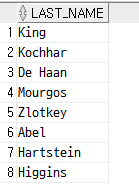 LAST_NAME
1 King
2 Kochhar
3 De Haan
4 Mourgos
5 Zlotkey
6 Abel
7 Hartstein
8 Higgins